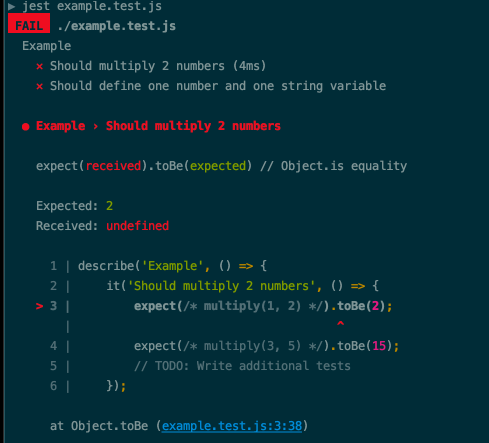 ▶ jest example.test.js
FAIL ./example.test.js
Example
× Should multiply 2 numbers (4ms)
× Should define one number and one string variable
● Example › Should multiply 2 numbers
expect(received).toBe(expected) // Object.is equality
Expected: 2
Received: undefined
1 | describe('Example', () => {
2 |     it('Should multiply 2 numbers', () => {
> 3 |         expect(/* multiply(1, 2) */).toBe(2);
|                                      ^
4 |         expect(/* multiply(3, 5) */).toBe(15);
5 |         // TODO: Write additional tests
6 |     });
at Object.toBe (example.test.js:3:38)